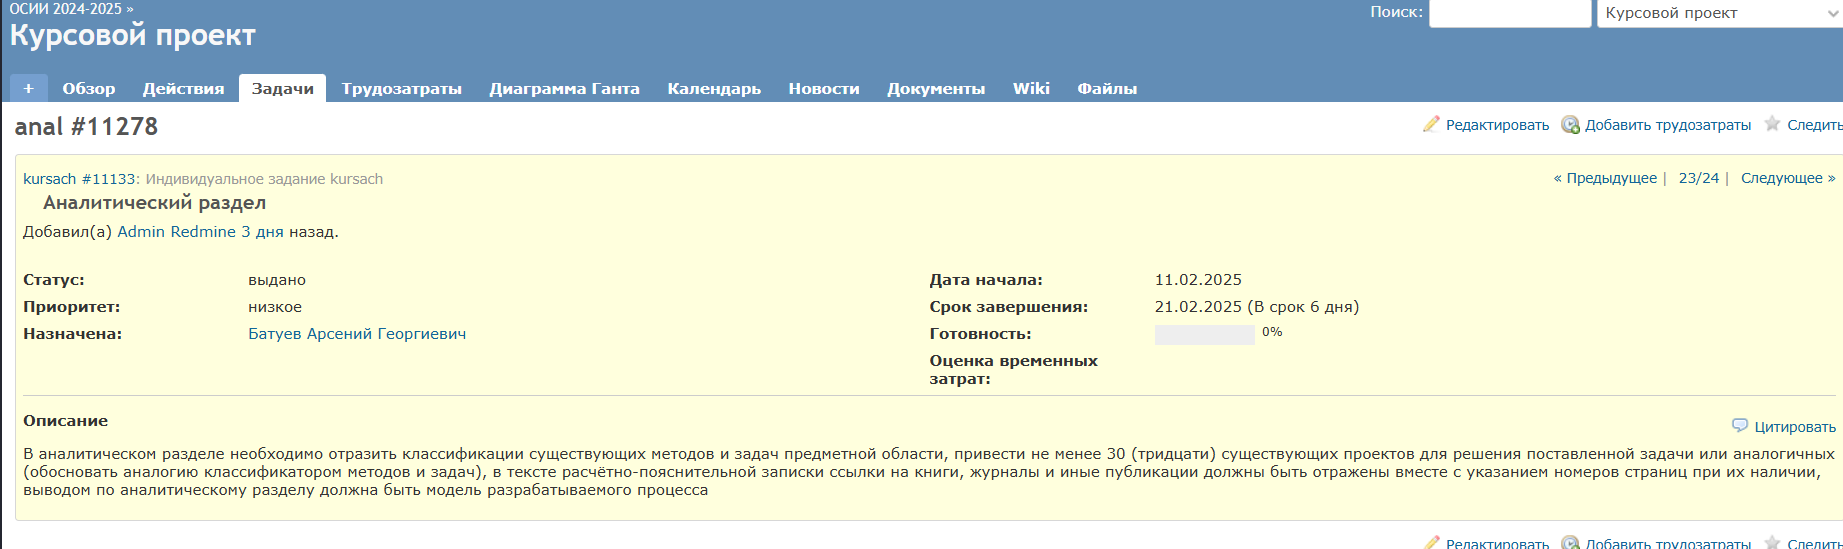 ОСИИ 2024-2025 »
Поиск:
Курсовой проект
Курсовой проект
+ Обзор Действия Задачи Трудозатраты Диаграмма Ганта Календарь Новости Документы Wiki Файлы
anal #11278
Редактировать Добавить трудозатраты Следить
kursach #11133: Индивидуальное задание kursach
« Предыдущее | 23/24 | Следующее »
Аналитический раздел
Добавил(а) Admin Redmine 3 дня назад.
Статус: выдано Дата начала: 11.02.2025
Приоритет: низкое Срок завершения: 21.02.2025 (В срок 6 дня)
Назначена: Батуев Арсений Георгиевич Готовность: 0%
Оценка временных
затрат:
Описание
Цитировать
В аналитическом разделе необходимо отразить классификации существующих методов и задач предметной области, привести не менее 30 (тридцати) существующих проектов для решения поставленной задачи или аналогичных
(обосновать аналогию классификатором методов и задач), в тексте расчётно-пояснительной записки ссылки на книги, журналы и иные публикации должны быть отражены вместе с указанием номеров страниц при их наличии,
выводом по аналитическому разделу должна быть модель разрабатываемого процесса
Редактировать Добавить трудозатраты Следить